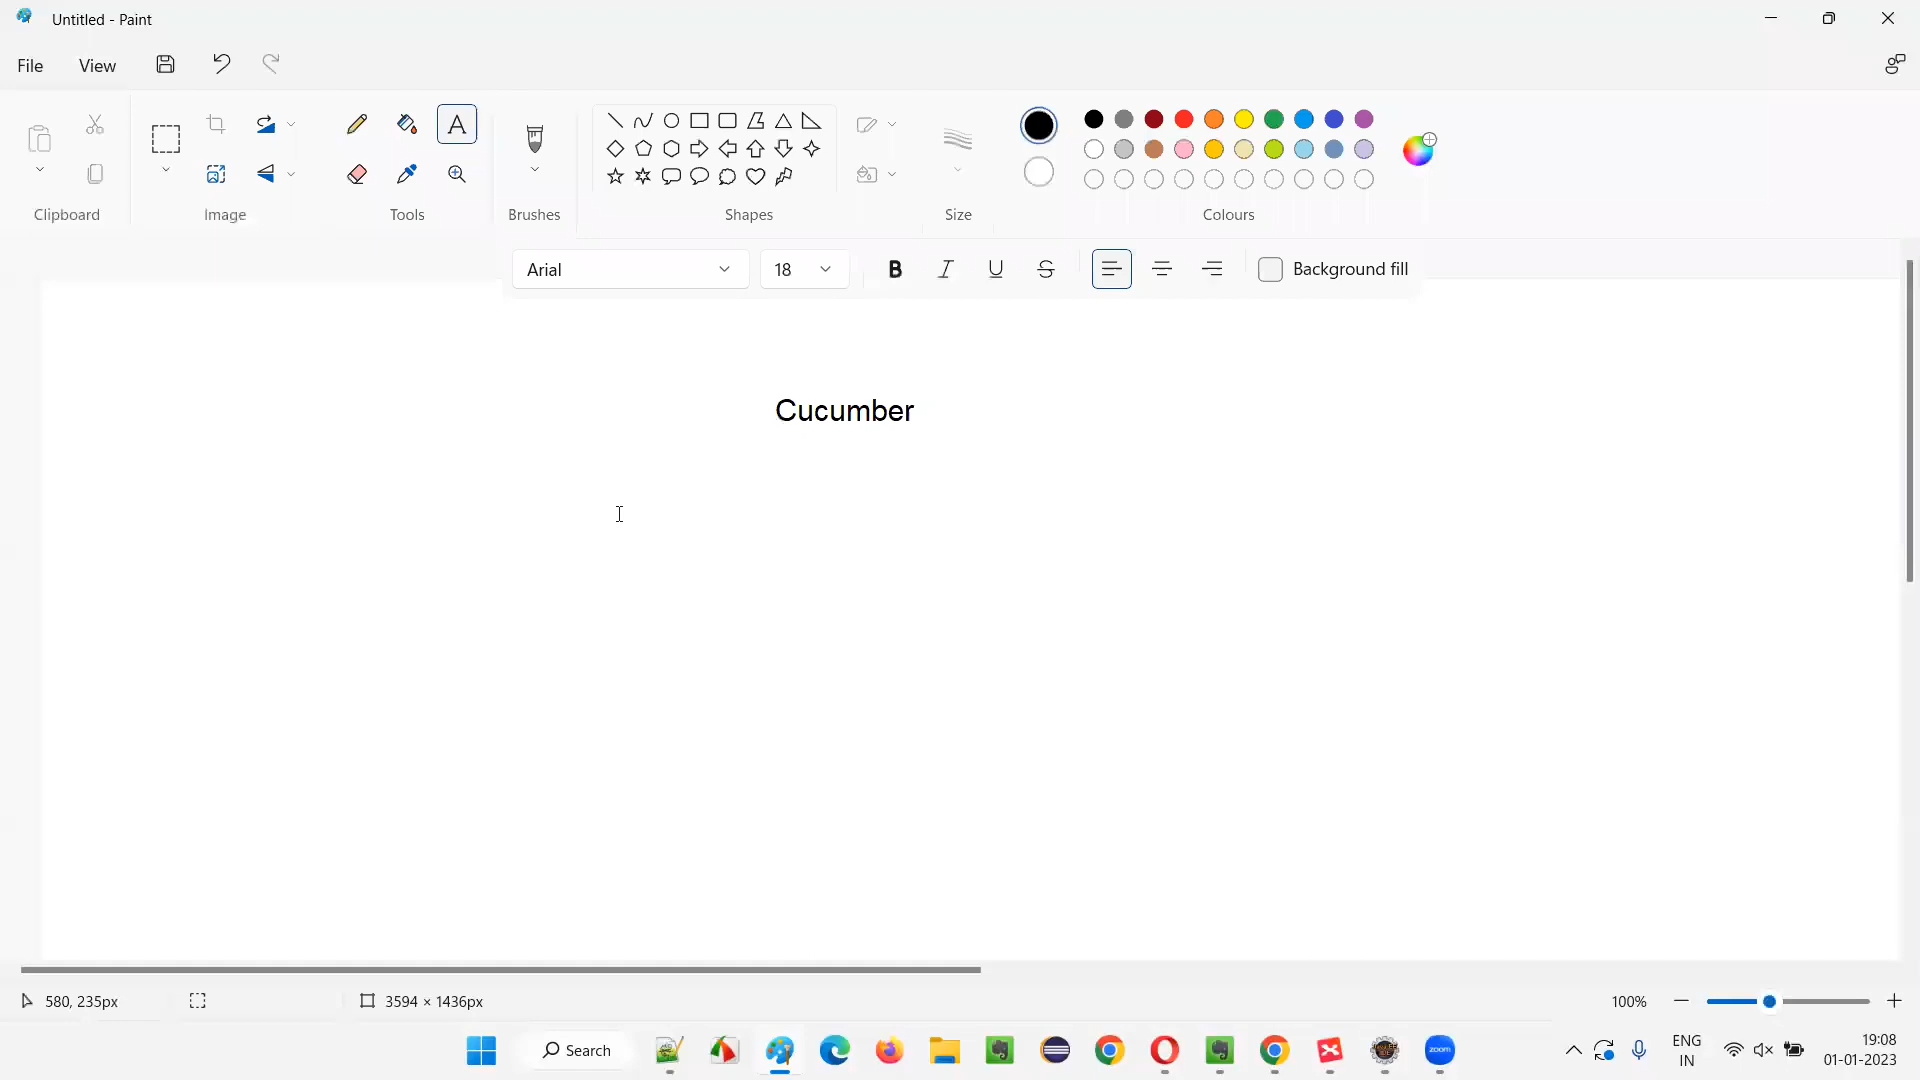 Untitled - Paint
File View
Clipboard Image Tools Brushes Shapes Size Colours
Arial 18 B I U S Background fill
Cucumber
580, 235px 3594 × 1436px 100%
Search zoom ENG 19:08
IN 01-01-2023